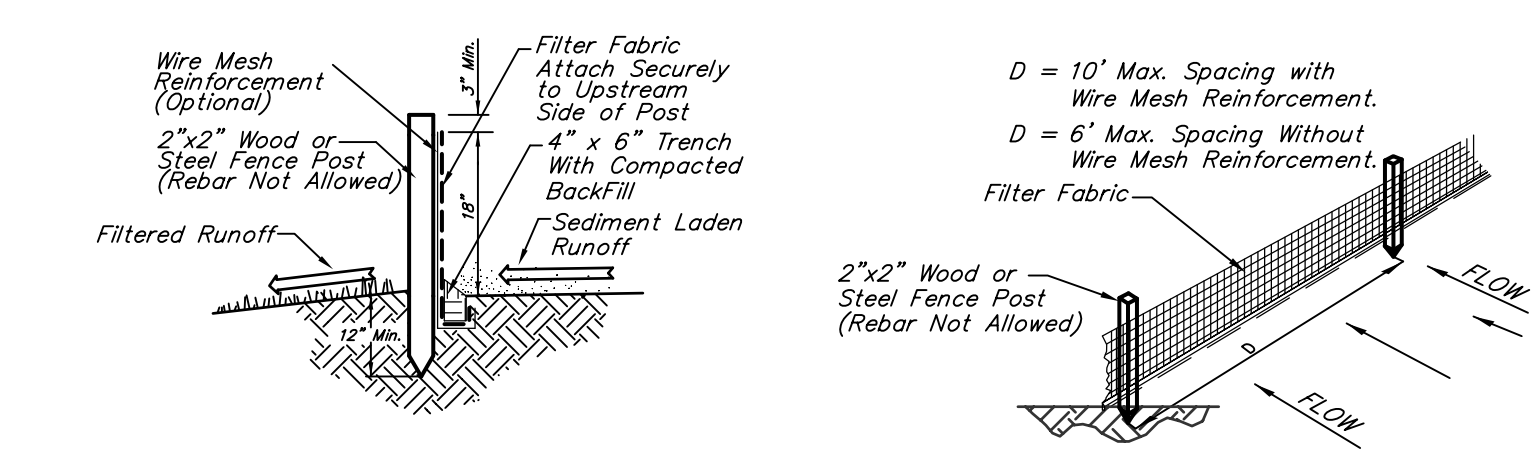 Wire Mesh
Reinforcement
(Optional)
2"x2" Wood or
Steel Fence Post
(Rebar Not Allowed)
Filtered Runoff
12" Min.
3" Min.
18"
Filter Fabric
Attach Securely
to Upstream
Side of Post
4" x 6" Trench
With Compacted
BackFill
Sediment Laden
Runoff
D = 10' Max. Spacing with
Wire Mesh Reinforcement.
D = 6' Max. Spacing Without
Wire Mesh Reinforcement.
Filter Fabric
2"x2" Wood or
Steel Fence Post
(Rebar Not Allowed)
D
FLOW
FLOW